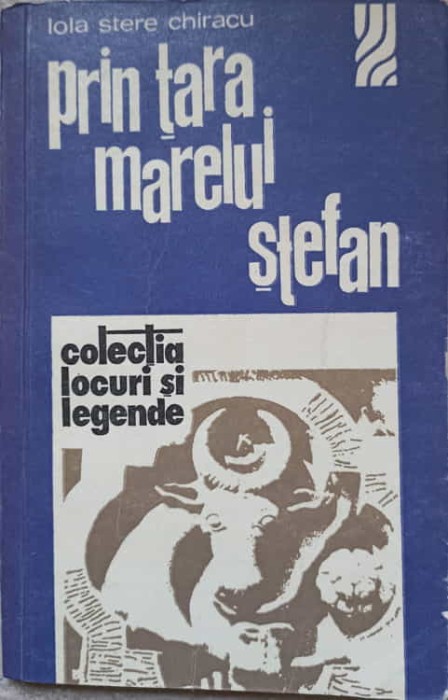 lola stere chiracu
prin țara
marelui
ștefan
colecția
locuri și
legende